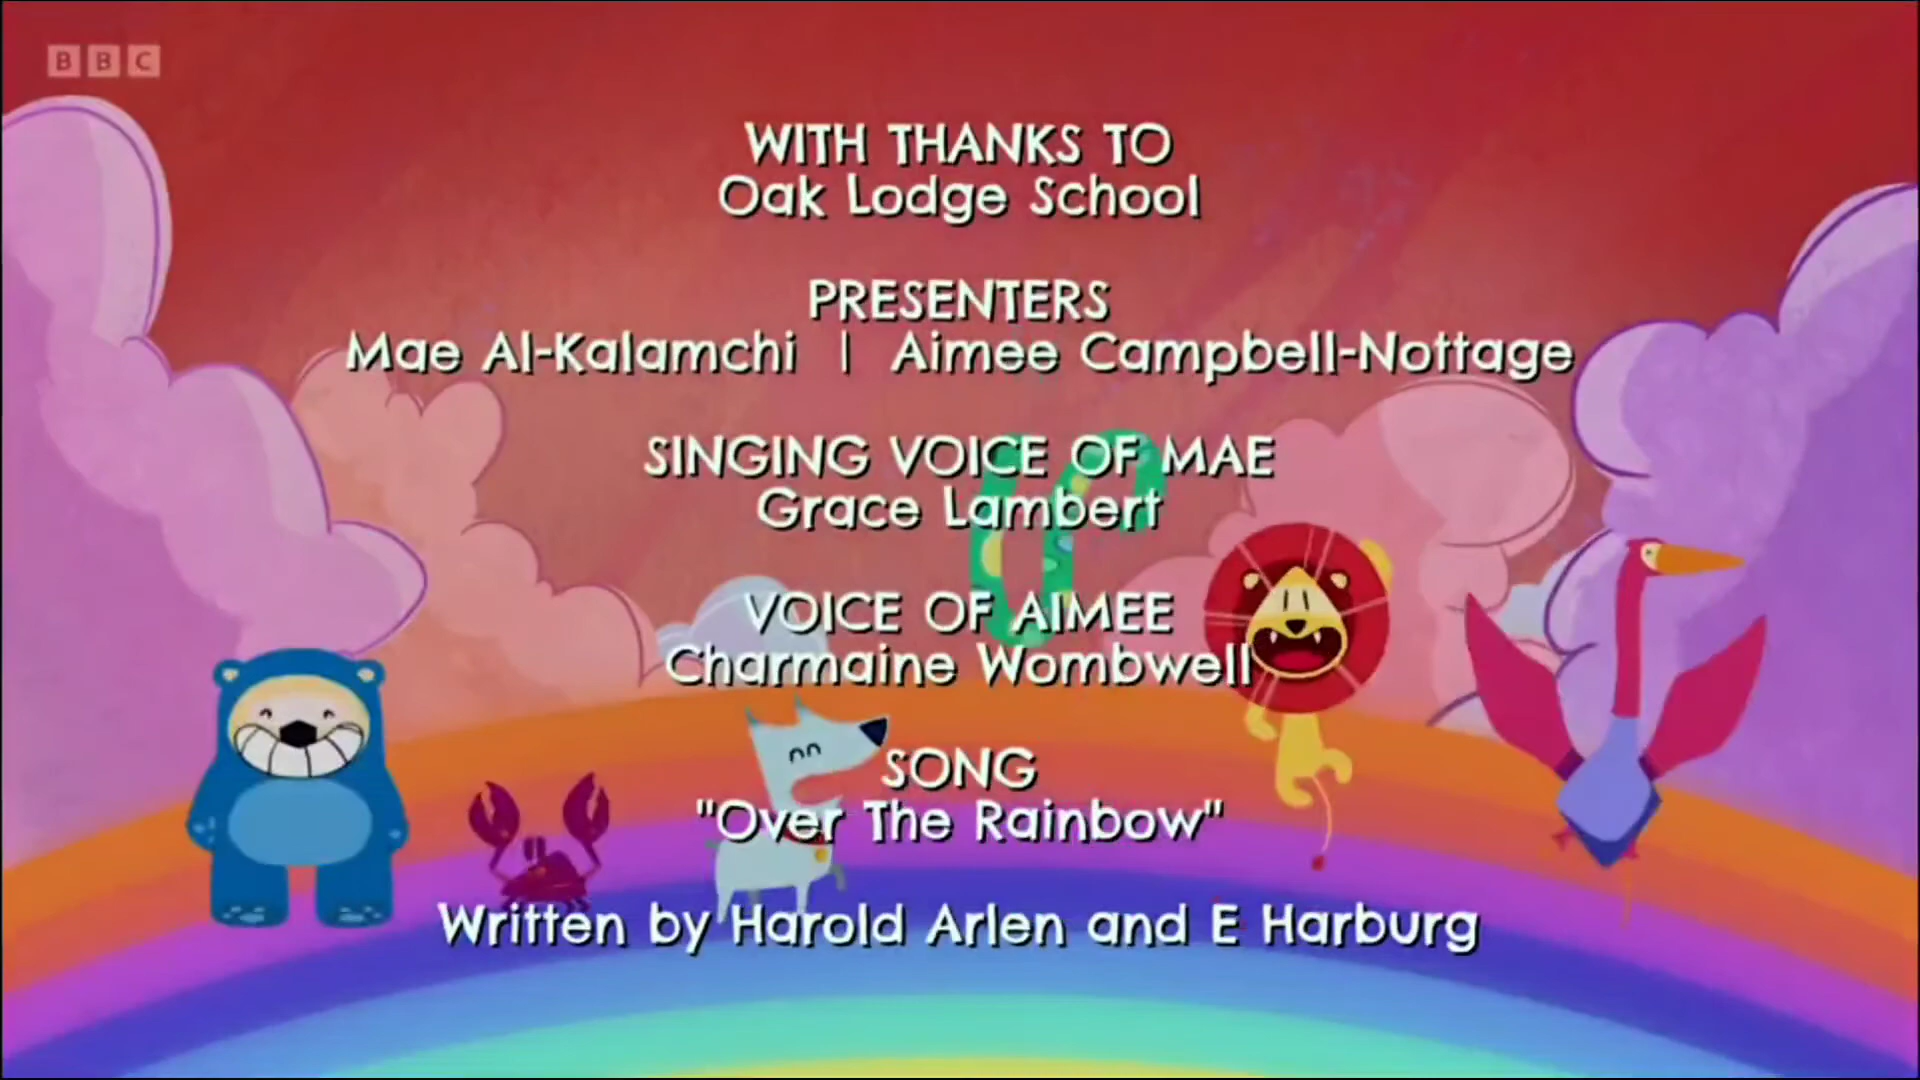 BBC
WITH THANKS TO
Oak Lodge School
PRESENTERS
Mae Al-Kalamchi | Aimee Campbell-Nottage
SINGING VOICE OF MAE
Grace Lambert
VOICE OF AIMEE
Charmaine Wombwell
SONG
"Over The Rainbow"
Written by Harold Arlen and E Harburg